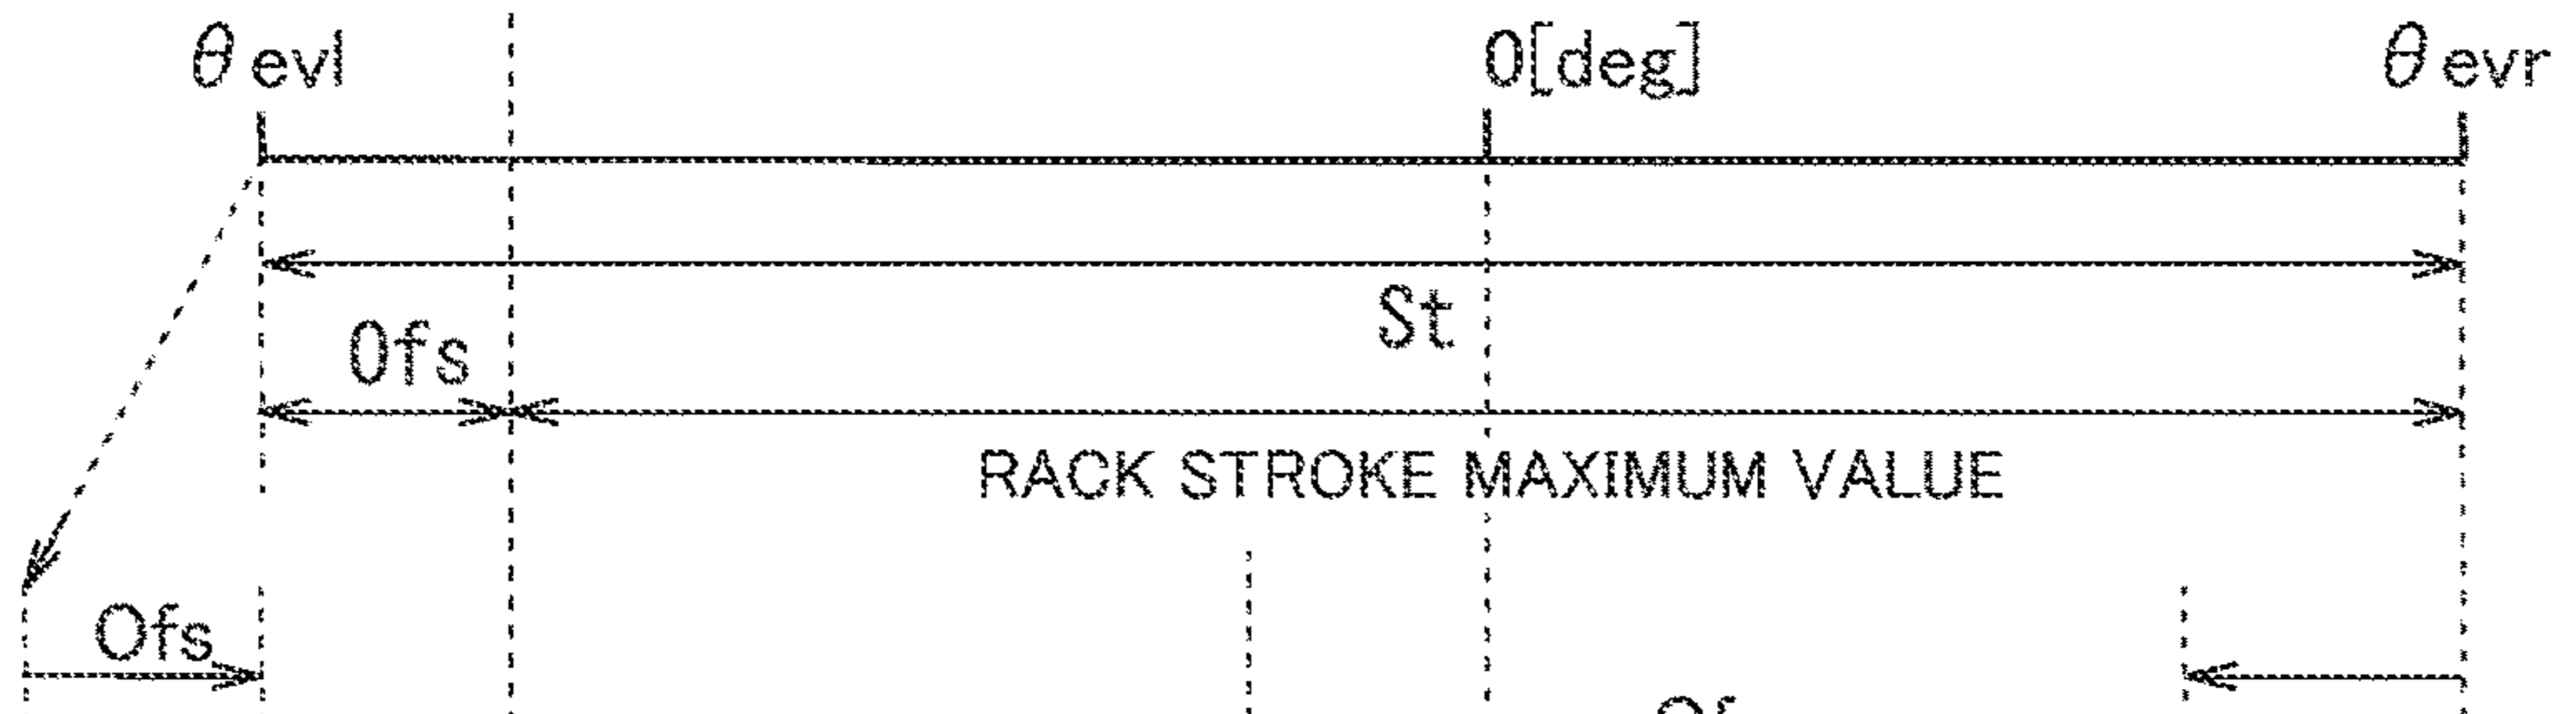 θevl 0[deg] θevr
St
Ofs
RACK STROKE MAXIMUM VALUE
Ofs